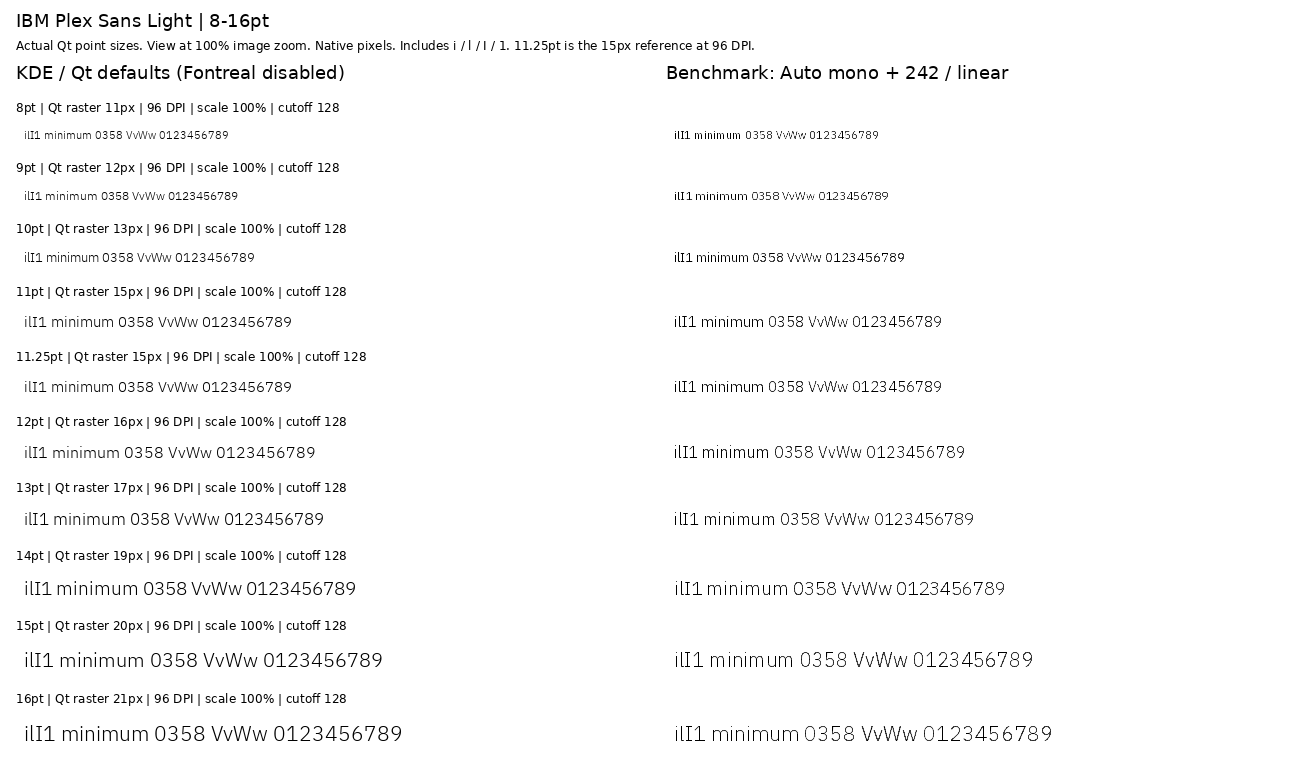 IBM Plex Sans Light | 8-16pt
Actual Qt point sizes. View at 100% image zoom. Native pixels. Includes i / l / I / 1. 11.25pt is the 15px reference at 96 DPI.
KDE / Qt defaults (Fontreal disabled)
Benchmark: Auto mono + 242 / linear
8pt | Qt raster 11px | 96 DPI | scale 100% | cutoff 128
ilI1 minimum 0358 VvWw 0123456789
ilI1 minimum 0358 VvWw 0123456789
9pt | Qt raster 12px | 96 DPI | scale 100% | cutoff 128
ilI1 minimum 0358 VvWw 0123456789
ilI1 minimum 0358 VvWw 0123456789
10pt | Qt raster 13px | 96 DPI | scale 100% | cutoff 128
ilI1 minimum 0358 VvWw 0123456789
ilI1 minimum 0358 VvWw 0123456789
11pt | Qt raster 15px | 96 DPI | scale 100% | cutoff 128
ilI1 minimum 0358 VvWw 0123456789
ilI1 minimum 0358 VvWw 0123456789
11.25pt | Qt raster 15px | 96 DPI | scale 100% | cutoff 128
ilI1 minimum 0358 VvWw 0123456789
ilI1 minimum 0358 VvWw 0123456789
12pt | Qt raster 16px | 96 DPI | scale 100% | cutoff 128
ilI1 minimum 0358 VvWw 0123456789
ilI1 minimum 0358 VvWw 0123456789
13pt | Qt raster 17px | 96 DPI | scale 100% | cutoff 128
ilI1 minimum 0358 VvWw 0123456789
ilI1 minimum 0358 VvWw 0123456789
14pt | Qt raster 19px | 96 DPI | scale 100% | cutoff 128
ilI1 minimum 0358 VvWw 0123456789
ilI1 minimum 0358 VvWw 0123456789
15pt | Qt raster 20px | 96 DPI | scale 100% | cutoff 128
ilI1 minimum 0358 VvWw 0123456789
ilI1 minimum 0358 VvWw 0123456789
16pt | Qt raster 21px | 96 DPI | scale 100% | cutoff 128
ilI1 minimum 0358 VvWw 0123456789
ilI1 minimum 0358 VvWw 0123456789